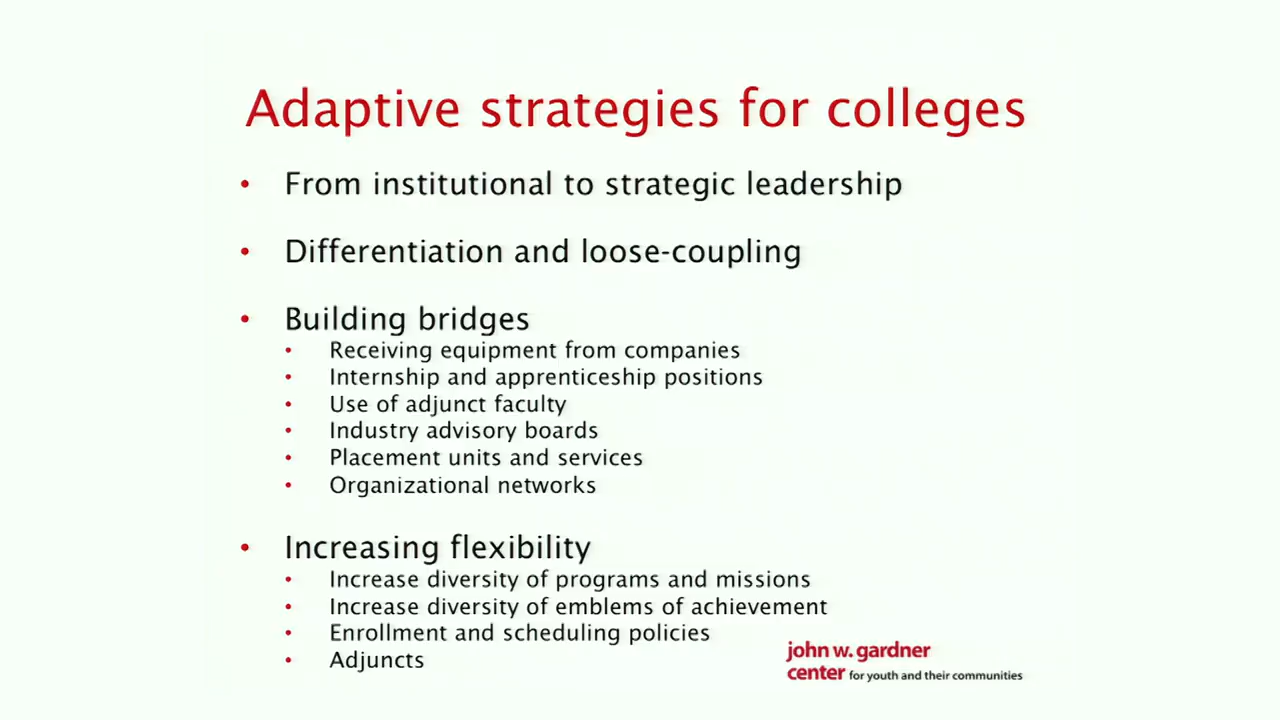 Adaptive strategies for colleges
• From institutional to strategic leadership
• Differentiation and loose-coupling
• Building bridges
• Receiving equipment from companies
• Internship and apprenticeship positions
• Use of adjunct faculty
• Industry advisory boards
• Placement units and services
• Organizational networks
• Increasing flexibility
• Increase diversity of programs and missions
• Increase diversity of emblems of achievement
• Enrollment and scheduling policies
• Adjuncts
john w. gardner
center for youth and their communities